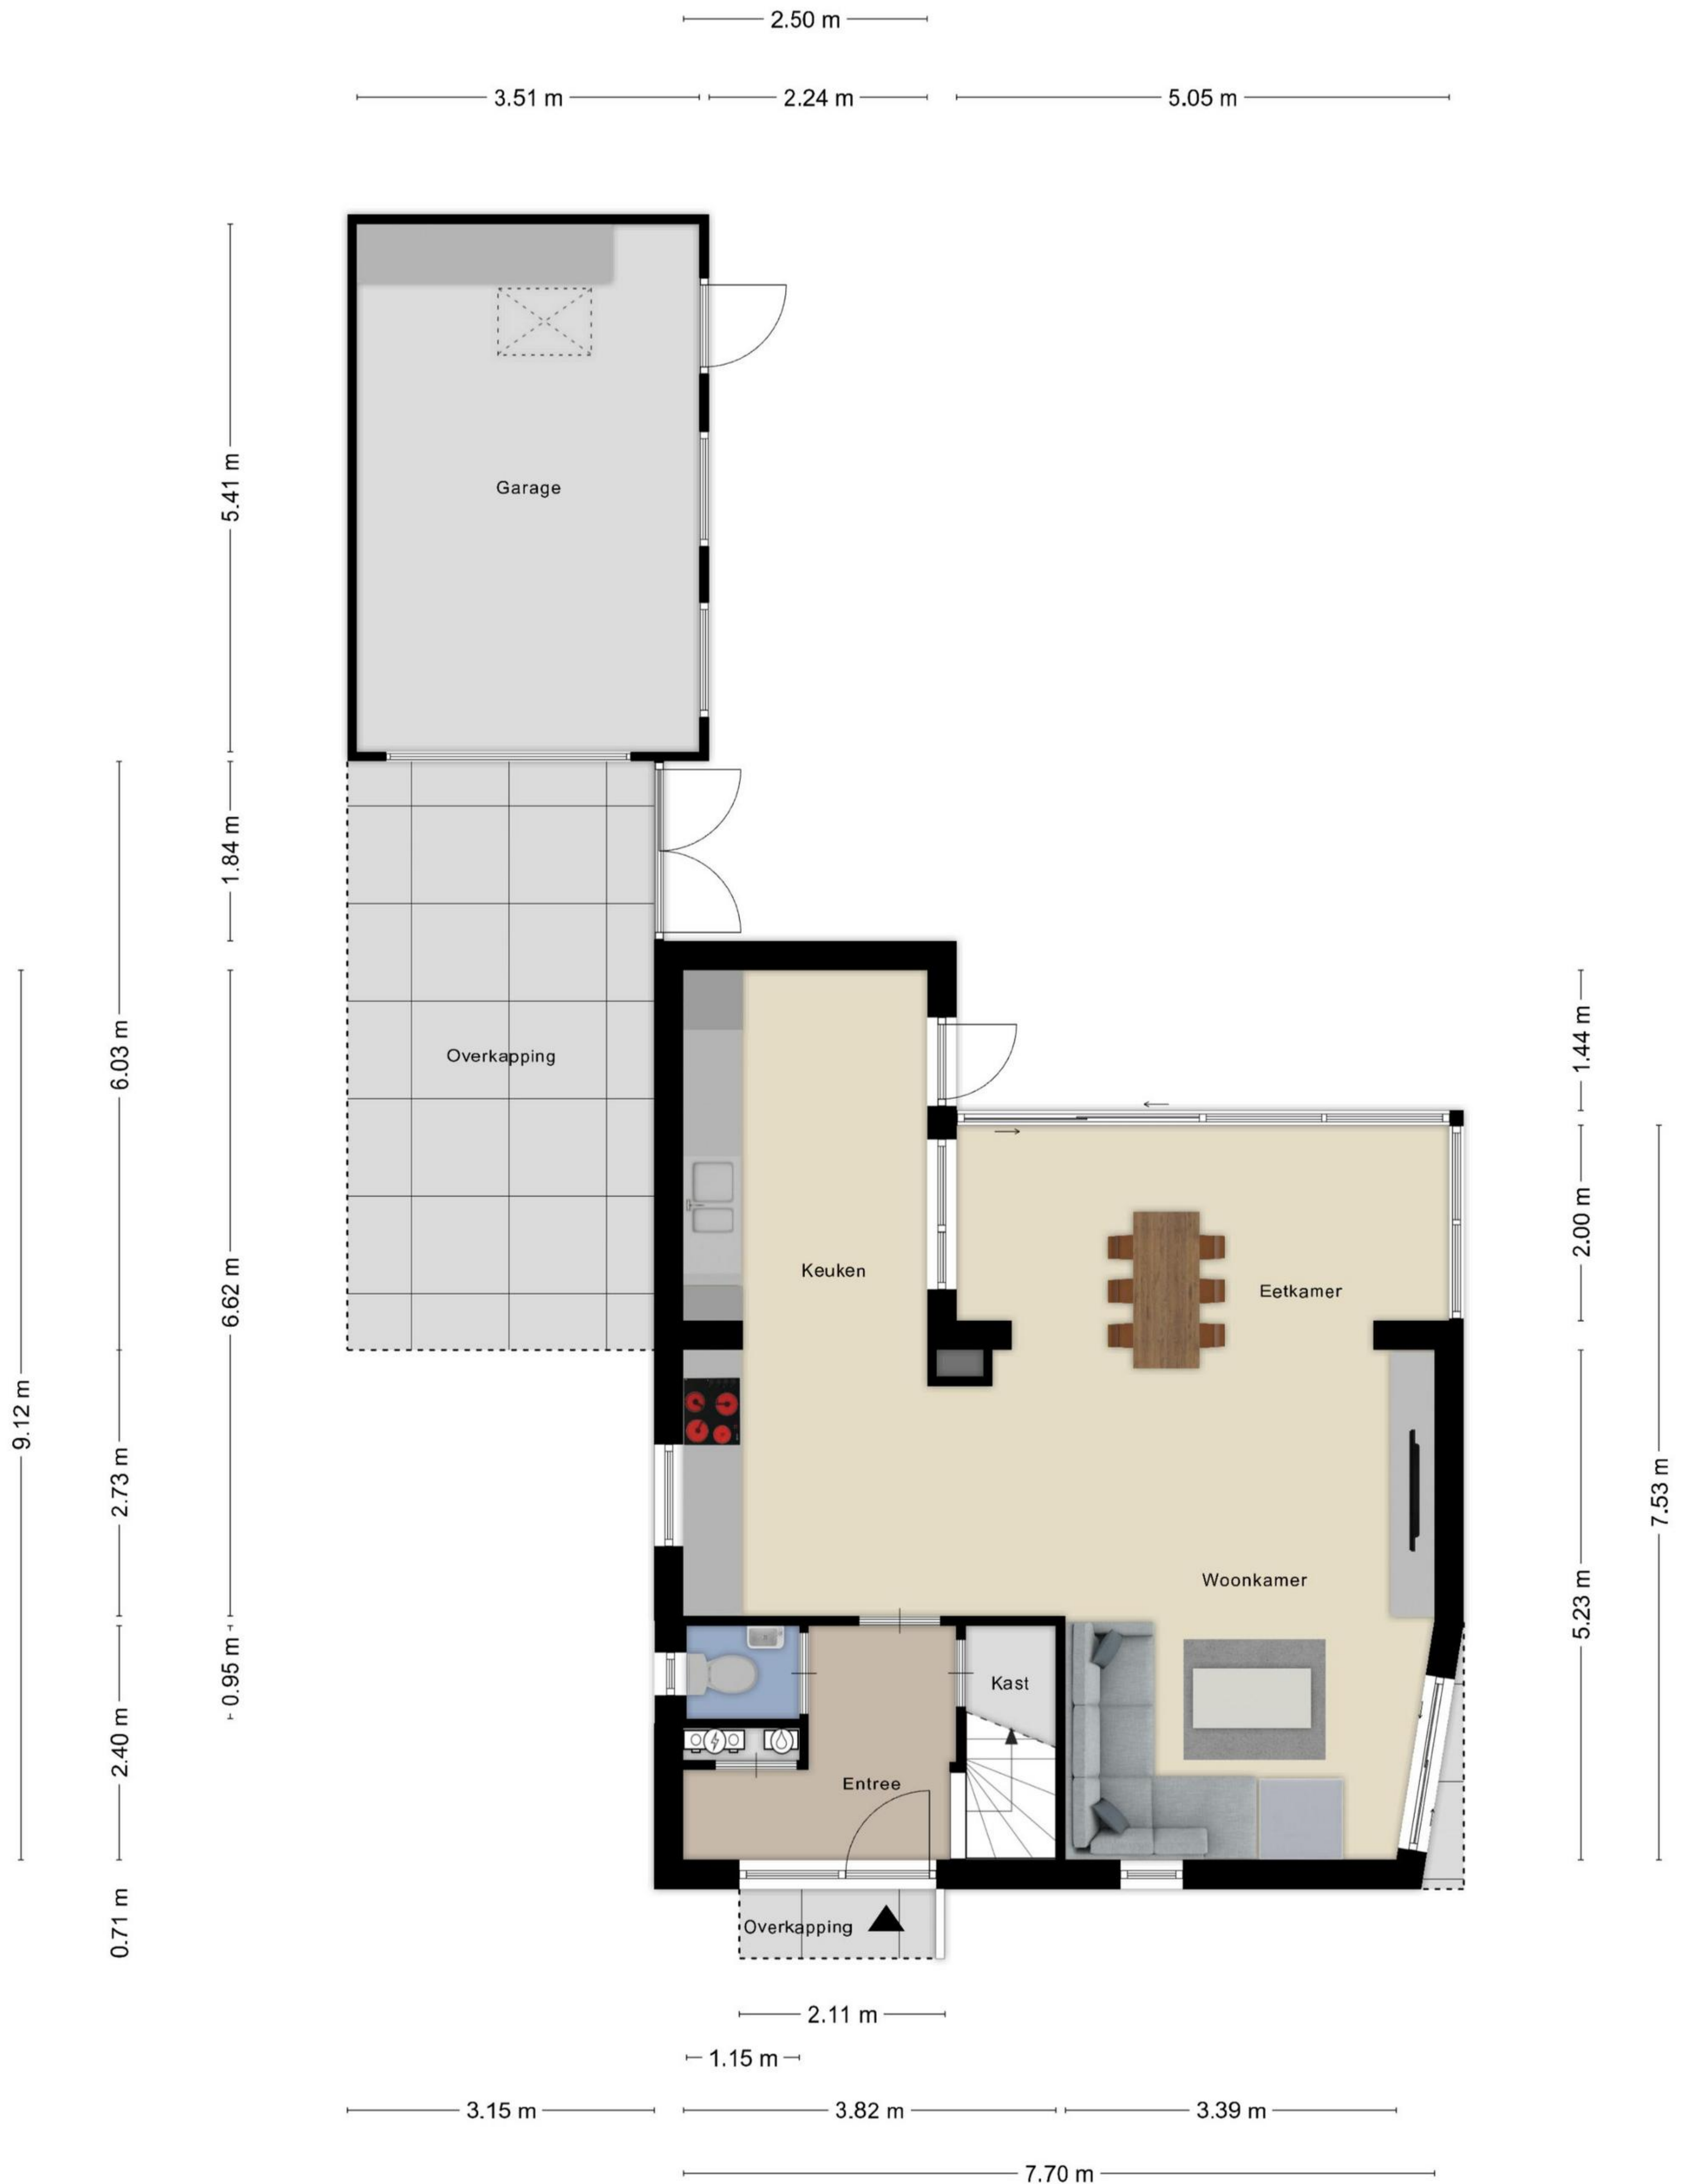 2.50 m
3.51 m
2.24 m
5.05 m
5.41 m
Garage
1.84 m
6.03 m
Overkapping
1.44 m
2.00 m
6.62 m
Keuken
Eetkamer
9.12 m
2.73 m
7.53 m
Woonkamer
5.23 m
0.95 m
Kast
2.40 m
Entree
0.71 m
Overkapping
2.11 m
1.15 m
3.15 m
3.82 m
3.39 m
7.70 m